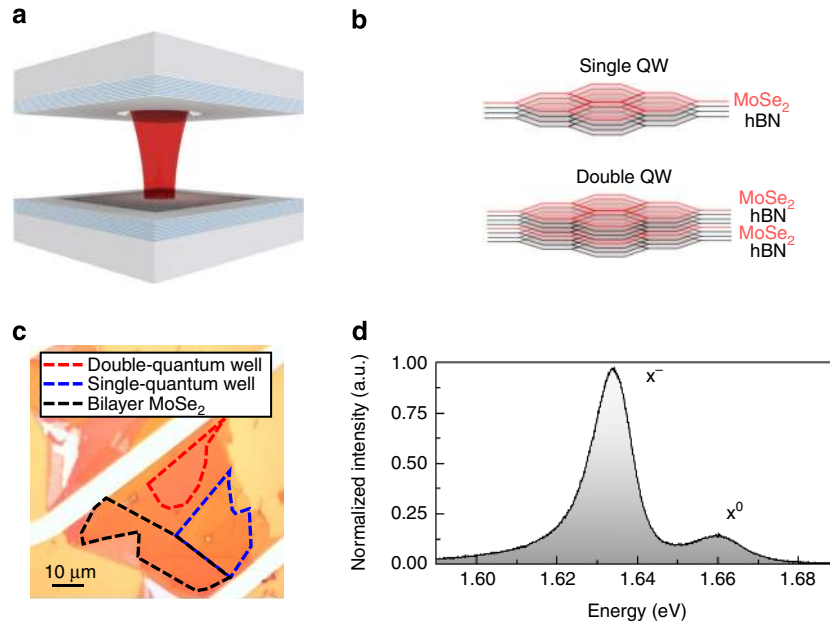 a
b
Single QW
MoSe₂
hBN
Double QW
MoSe₂
hBN
MoSe₂
hBN
c
Double-quantum well
Single-quantum well
Bilayer MoSe₂
10 μm
d
Normalized intensity (a.u.)
1.00
0.75
0.50
0.25
0.00
x⁻
x⁰
1.60
1.62
1.64
1.66
1.68
Energy (eV)